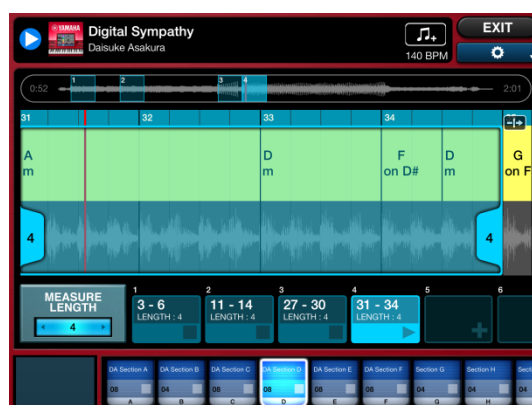 YAMAHA
Digital Sympathy
Daisuke Asakura
140 BPM
EXIT
1 2 3 4
0:52 2:01
31 32 33 34
A D F D G
m m on D# m on F
4 4
MEASURE
LENGTH
4
1 2 3 4 5 6
3 - 6 11 - 14 27 - 30 31 - 34
LENGTH : 4 LENGTH : 4 LENGTH : 4 LENGTH : 4
DA Section A DA Section B DA Section C DA Section D DA Section E DA Section F Section G Section H Sect
08 04 08 08 08 08 04 04 04
A B C D E F G H